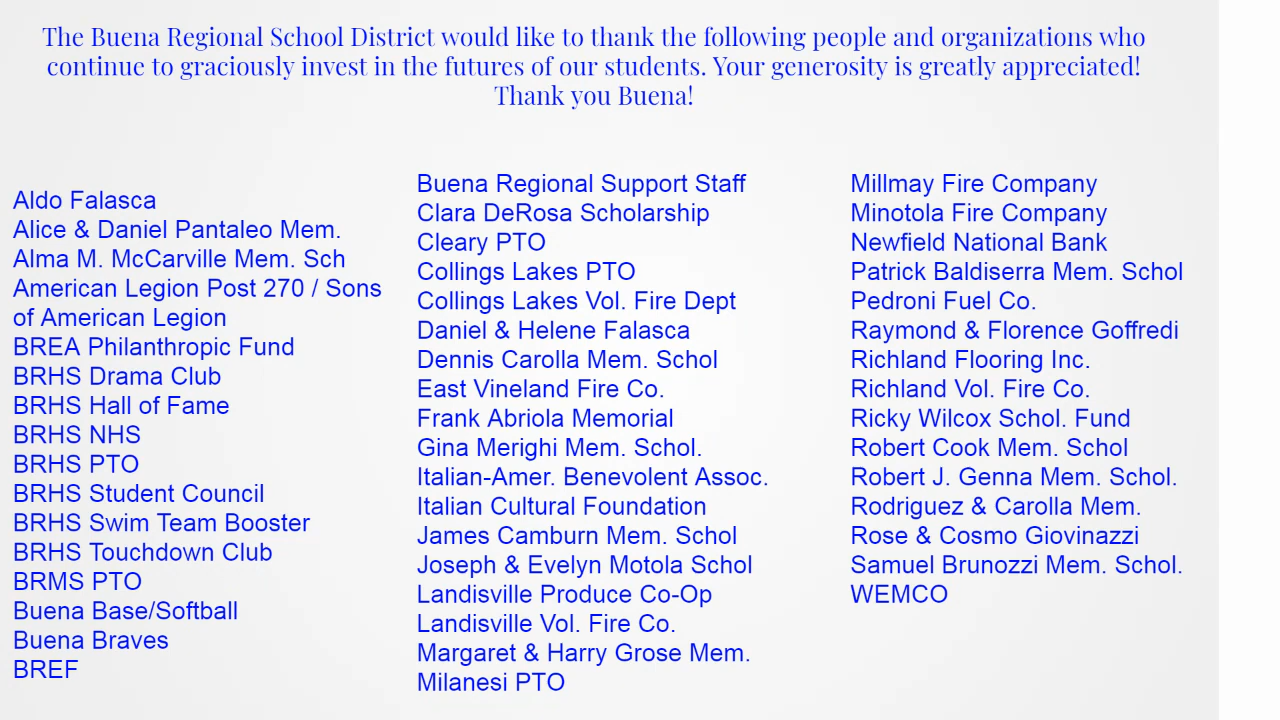 The Buena Regional School District would like to thank the following people and organizations who
continue to graciously invest in the futures of our students. Your generosity is greatly appreciated!
Thank you Buena!
Aldo Falasca
Alice & Daniel Pantaleo Mem.
Alma M. McCarville Mem. Sch
American Legion Post 270 / Sons
of American Legion
BREA Philanthropic Fund
BRHS Drama Club
BRHS Hall of Fame
BRHS NHS
BRHS PTO
BRHS Student Council
BRHS Swim Team Booster
BRHS Touchdown Club
BRMS PTO
Buena Base/Softball
Buena Braves
BREF
Buena Regional Support Staff
Clara DeRosa Scholarship
Cleary PTO
Collings Lakes PTO
Collings Lakes Vol. Fire Dept
Daniel & Helene Falasca
Dennis Carolla Mem. Schol
East Vineland Fire Co.
Frank Abriola Memorial
Gina Merighi Mem. Schol.
Italian-Amer. Benevolent Assoc.
Italian Cultural Foundation
James Camburn Mem. Schol
Joseph & Evelyn Motola Schol
Landisville Produce Co-Op
Landisville Vol. Fire Co.
Margaret & Harry Grose Mem.
Milanesi PTO
Millmay Fire Company
Minotola Fire Company
Newfield National Bank
Patrick Baldiserra Mem. Schol
Pedroni Fuel Co.
Raymond & Florence Goffredi
Richland Flooring Inc.
Richland Vol. Fire Co.
Ricky Wilcox Schol. Fund
Robert Cook Mem. Schol
Robert J. Genna Mem. Schol.
Rodriguez & Carolla Mem.
Rose & Cosmo Giovinazzi
Samuel Brunozzi Mem. Schol.
WEMCO